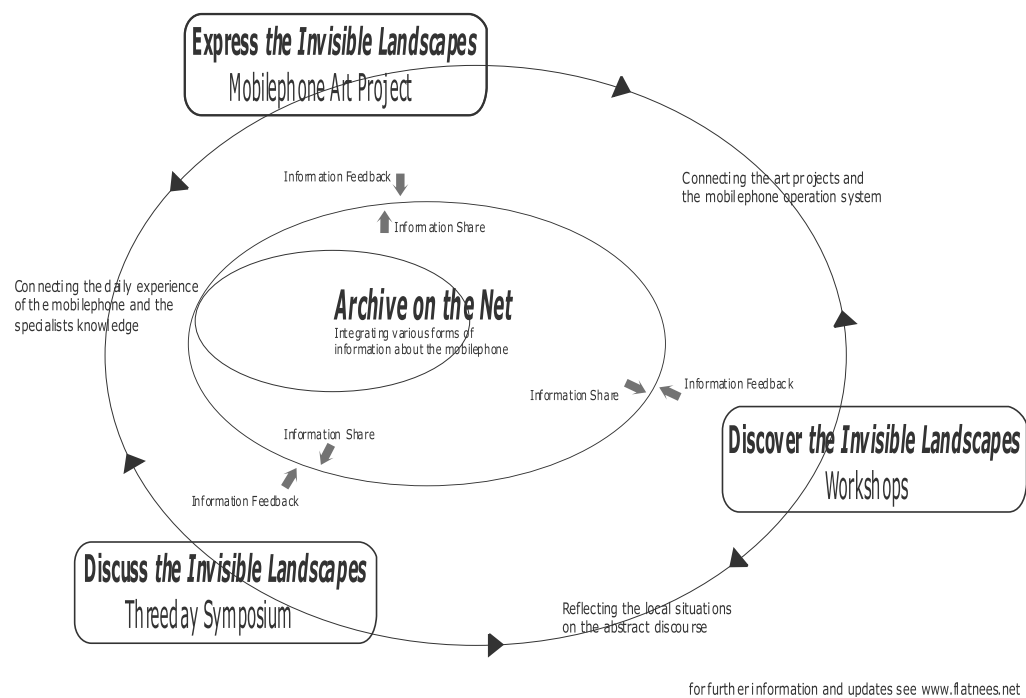 Express the Invisible Landscapes
Mobilephone Art Project
Information Feedback
Information Share
Connecting the art projects and
the mobilephone operation system
Connecting the daily experience
of the mobilephone and the
specialists knowledge
Archive on the Net
Integrating various forms of
information about the mobilephone
Information Share
Information Feedback
Information Share
Information Feedback
Discover the Invisible Landscapes
Workshops
Discuss the Invisible Landscapes
Threeday Symposium
Reflecting the local situations
on the abstract discourse
for further information and updates see www.flatnees.net